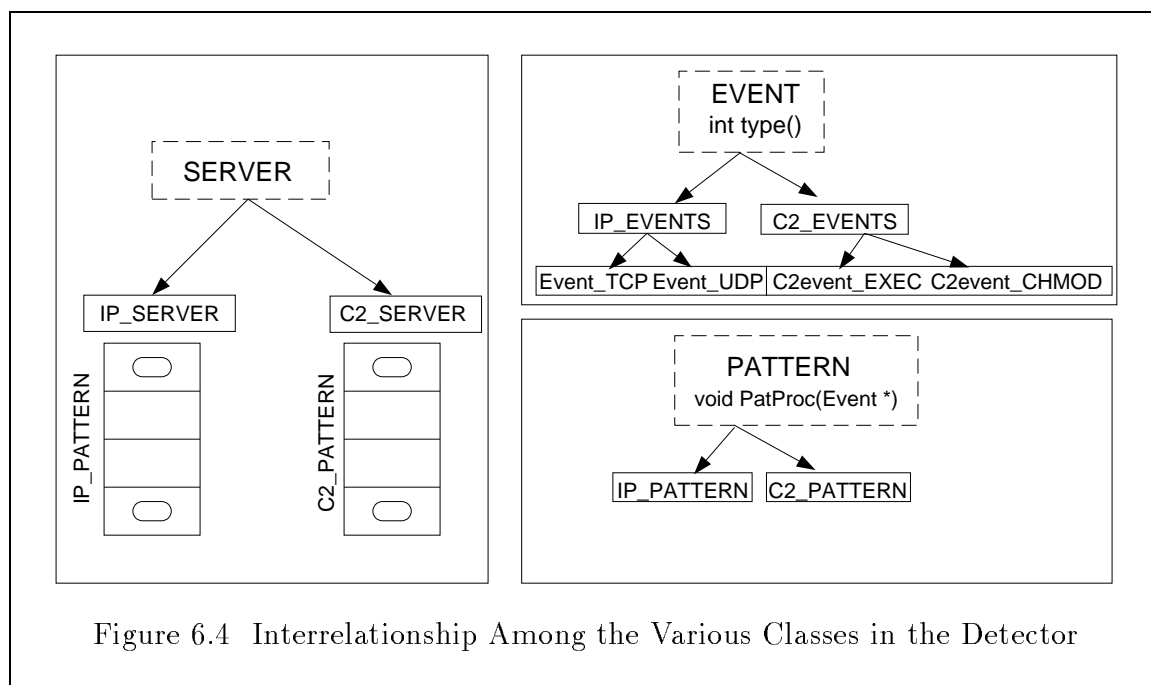 SERVER
IP_SERVER
C2_SERVER
IP_PATTERN
C2_PATTERN
EVENT
int type()
IP_EVENTS
C2_EVENTS
Event_TCP Event_UDP
C2event_EXEC C2event_CHMOD
PATTERN
void PatProc(Event *)
IP_PATTERN
C2_PATTERN
Figure 6.4 Interrelationship Among the Various Classes in the Detector